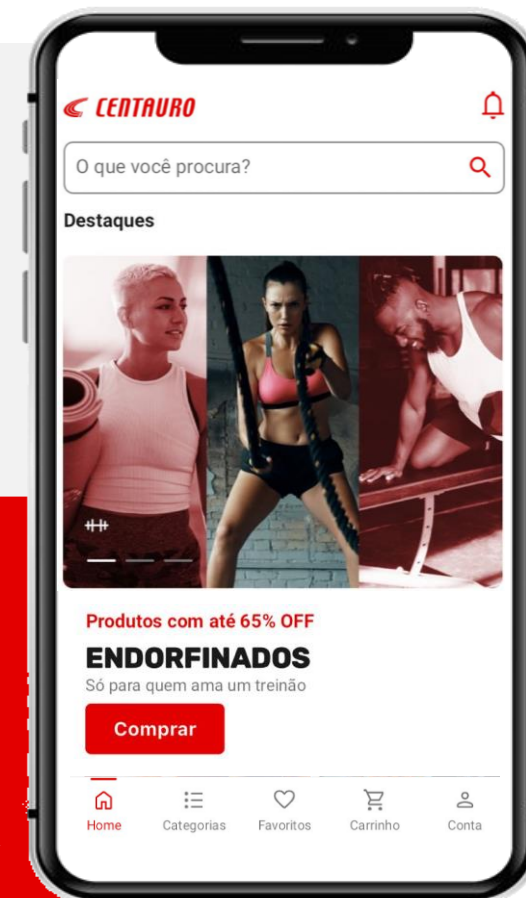 CENTAURO
O que você procura?
Destaques
Produtos com até 65% OFF
ENDORFINADOS
Só para quem ama um treinão
Comprar
Home
Categorias
Favoritos
Carrinho
Conta